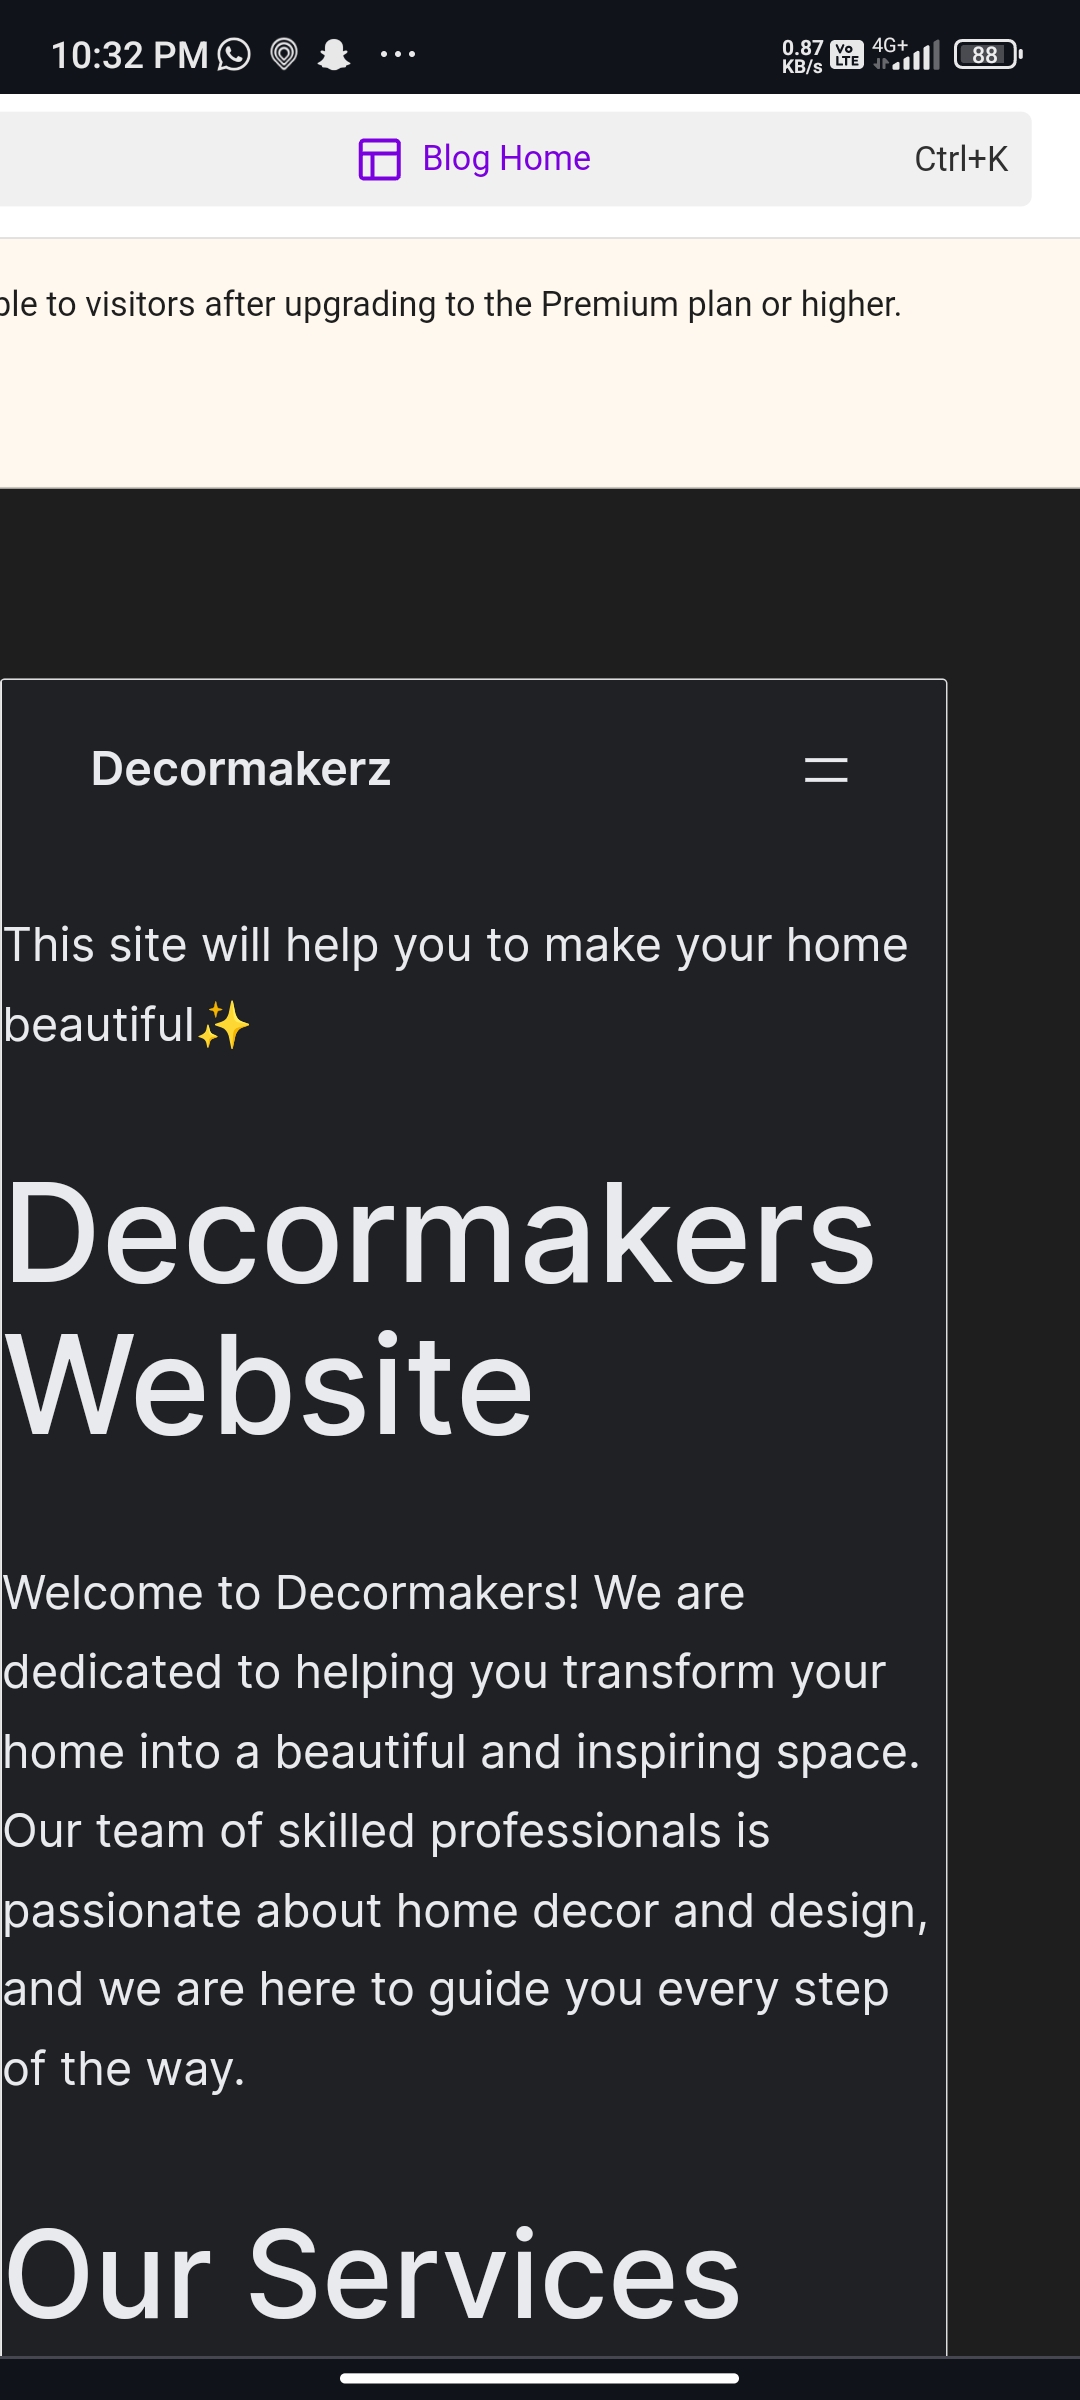 10:32 PM
0.87 KB/s
Vo LTE
4G+
88
Blog Home
Ctrl+K
to visitors after upgrading to the Premium plan or higher.
Decormakerz
This site will help you to make your home
beautiful✨
Decormakers
Website
Welcome to Decormakers! We are
dedicated to helping you transform your
home into a beautiful and inspiring space.
Our team of skilled professionals is
passionate about home decor and design,
and we are here to guide you every step
of the way.
Our Services